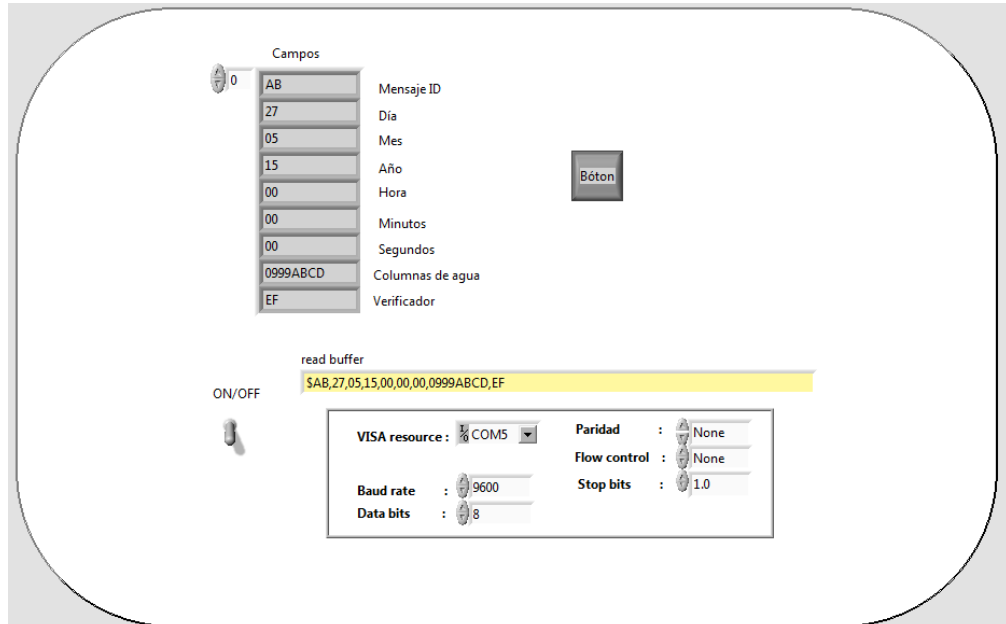 Campos
0
AB Mensaje ID
27 Día
05 Mes
15 Año
Bóton
00 Hora
00 Minutos
00 Segundos
0999ABCD Columnas de agua
EF Verificador
read buffer
$AB,27,05,15,00,00,00,0999ABCD,EF
ON/OFF
VISA resource : COM5 Paridad : None
Flow control : None
Baud rate : 9600 Stop bits : 1.0
Data bits : 8